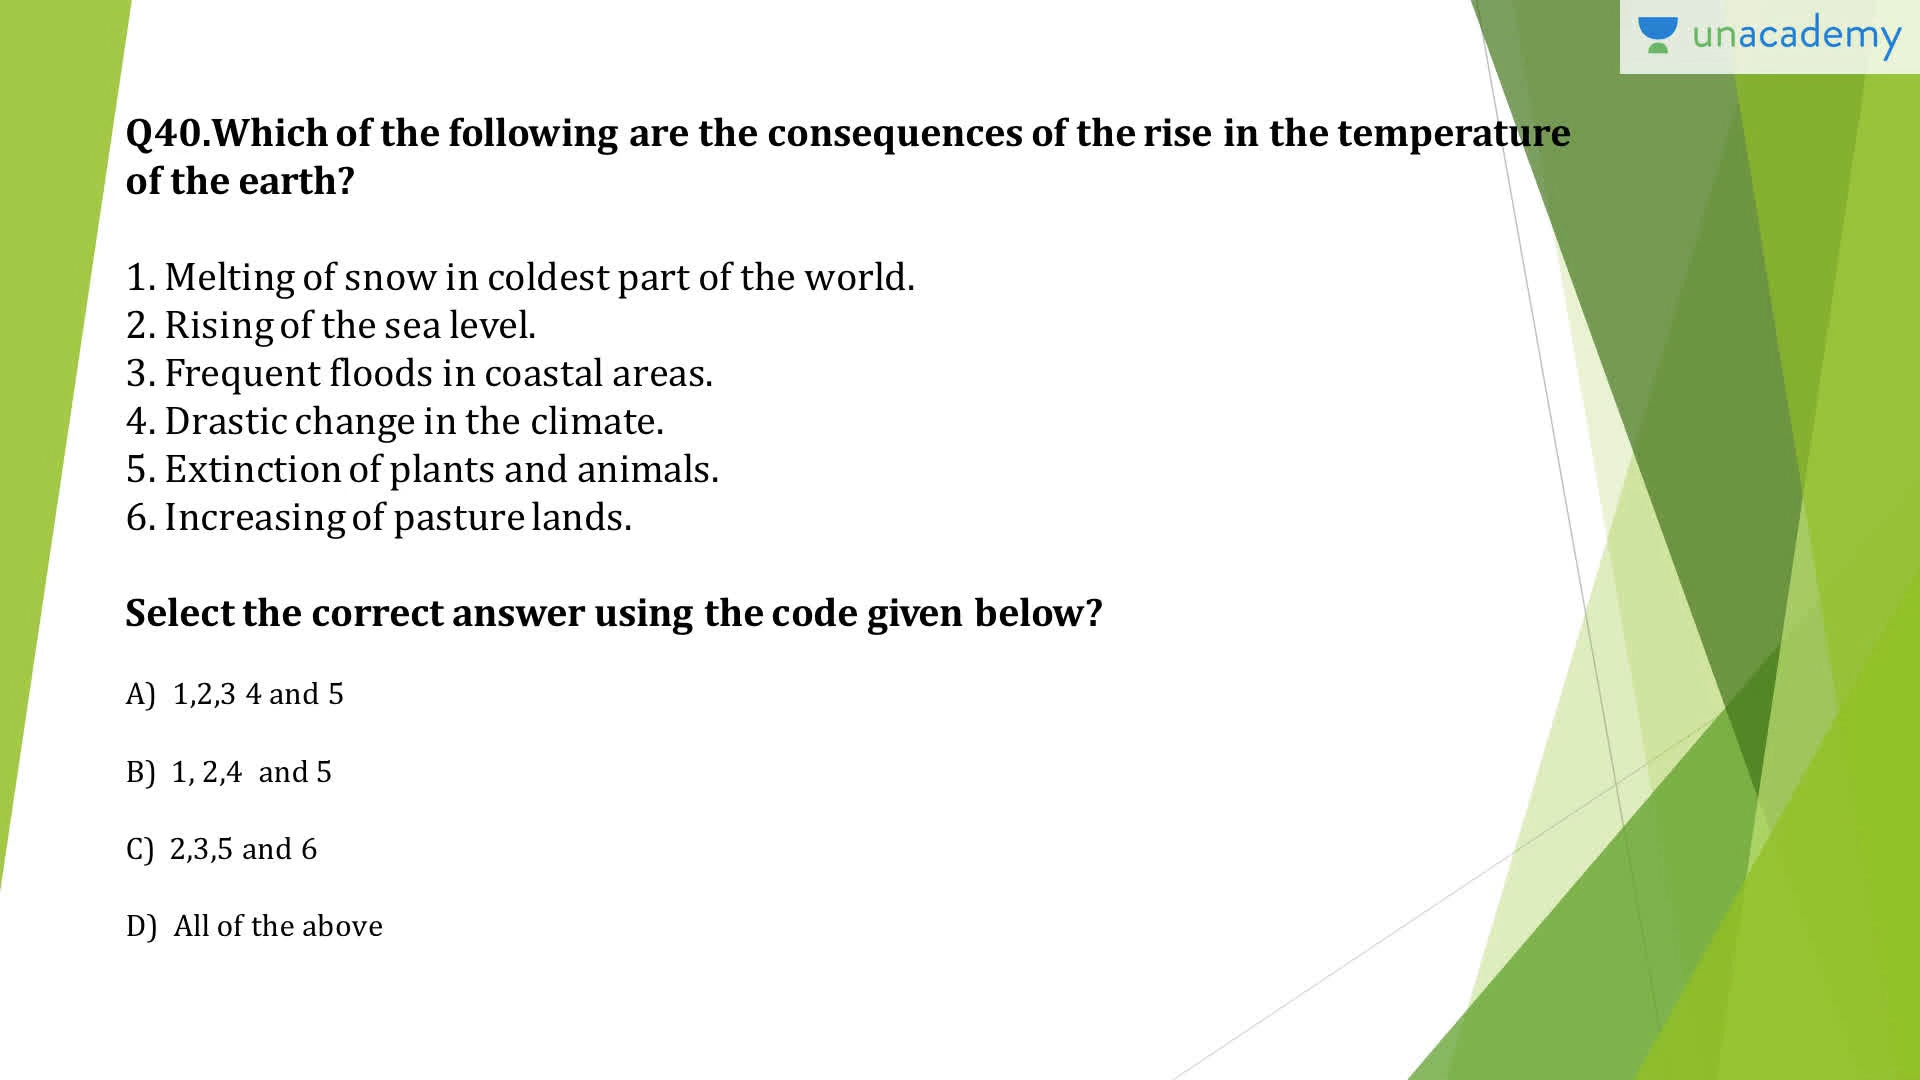 unacademy
Q40.Which of the following are the consequences of the rise in the temperature
of the earth?
1. Melting of snow in coldest part of the world.
2. Rising of the sea level.
3. Frequent floods in coastal areas.
4. Drastic change in the climate.
5. Extinction of plants and animals.
6. Increasing of pasture lands.
Select the correct answer using the code given below?
A) 1,2,3 4 and 5
B) 1, 2,4 and 5
C) 2,3,5 and 6
D) All of the above